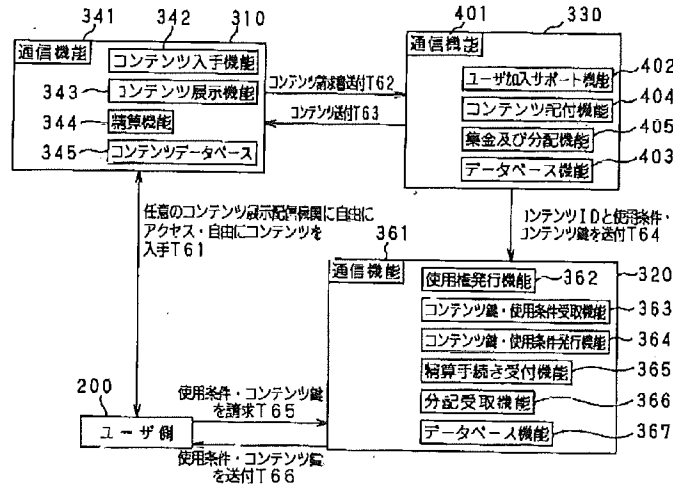 341
342
310
401
330
通信機能
コンテンツ入手機能
343
コンテンツ展示機能
344
精算機能
345
コンテンツデータベース
コンテンツ請求書送付T62
コンテンツ送付T63
通信機能
ユーザ加入サポート機能
402
コンテンツ配付機能
404
集金及び分配機能
405
データベース機能
403
任意のコンテンツ展示配信機関に自由に
アクセス・自由にコンテンツを
入手T61
コンテンツIDと使用条件・
コンテンツ鍵を送付T64
361
通信機能
320
使用権発行機能
362
コンテンツ鍵・使用条件受取機能
363
コンテンツ鍵・使用条件発行機能
364
精算手続き受付機能
365
分配受取機能
366
データベース機能
367
200
ユーザ側
使用条件・コンテンツ鍵
を請求T65
使用条件・コンテンツ鍵
を送付T66